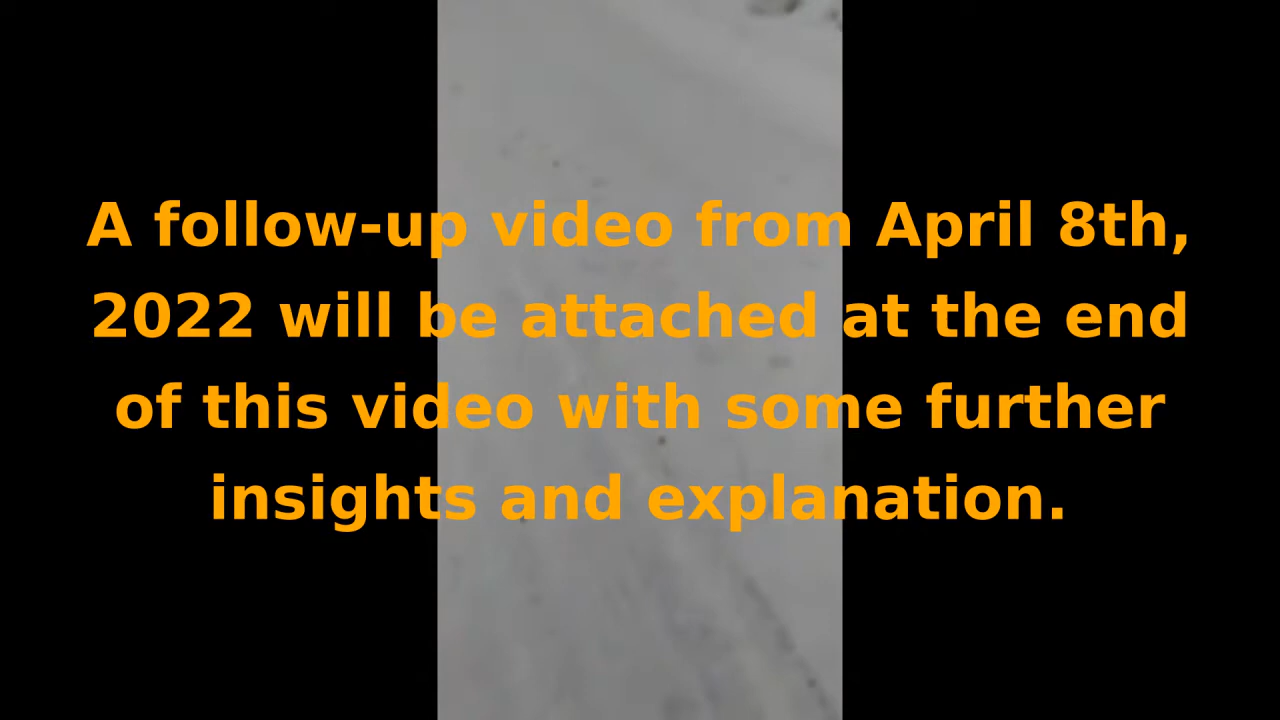 A follow-up video from April 8th,
2022 will be attached at the end
of this video with some further
insights and explanation.